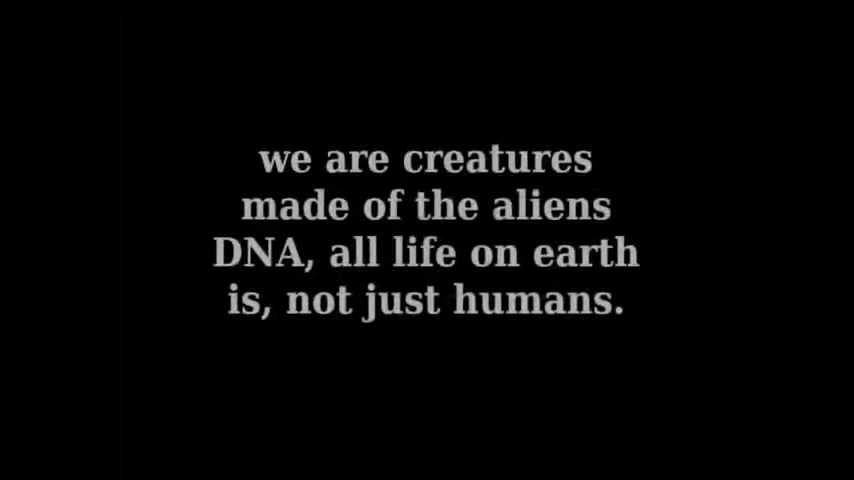 we are creatures
made of the aliens
DNA, all life on earth
is, not just humans.